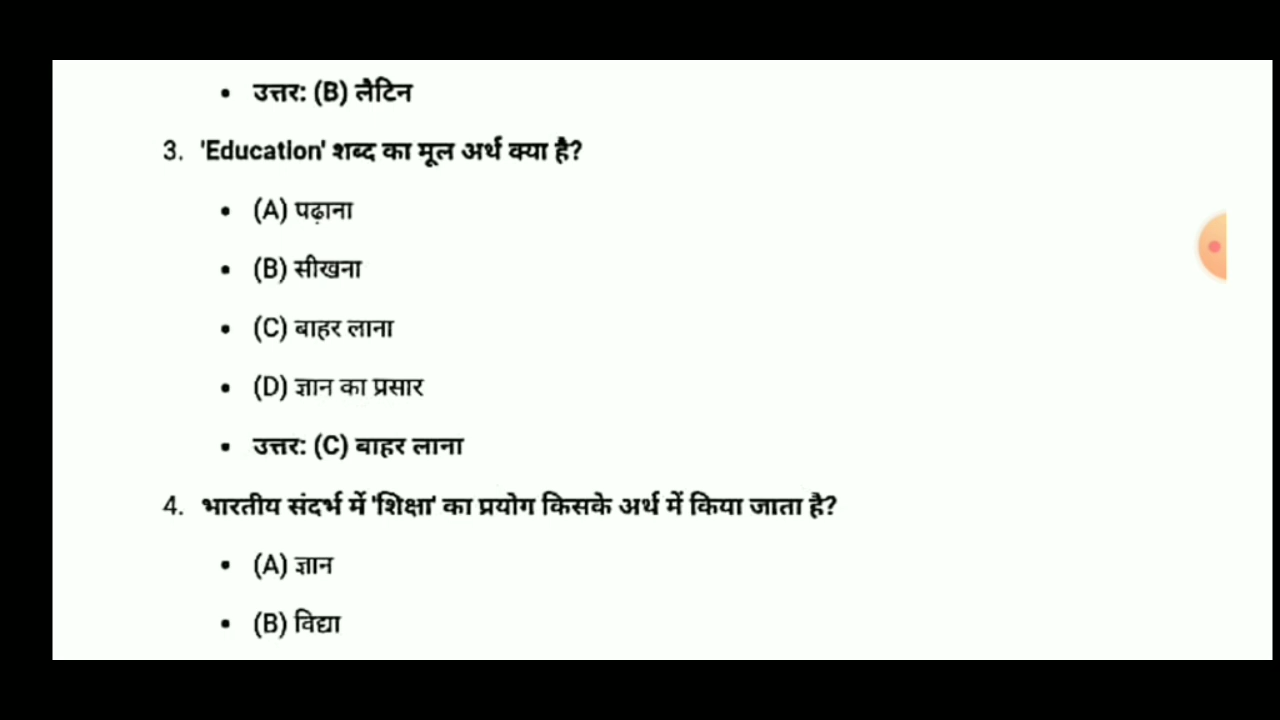 • उत्तर: (B) लैटिन
3. 'Education' शब्द का मूल अर्थ क्या है?
• (A) पढ़ाना
• (B) सीखना
• (C) बाहर लाना
• (D) ज्ञान का प्रसार
• उत्तर: (C) बाहर लाना
4. भारतीय संदर्भ में 'शिक्षा' का प्रयोग किसके अर्थ में किया जाता है?
• (A) ज्ञान
• (B) विद्या